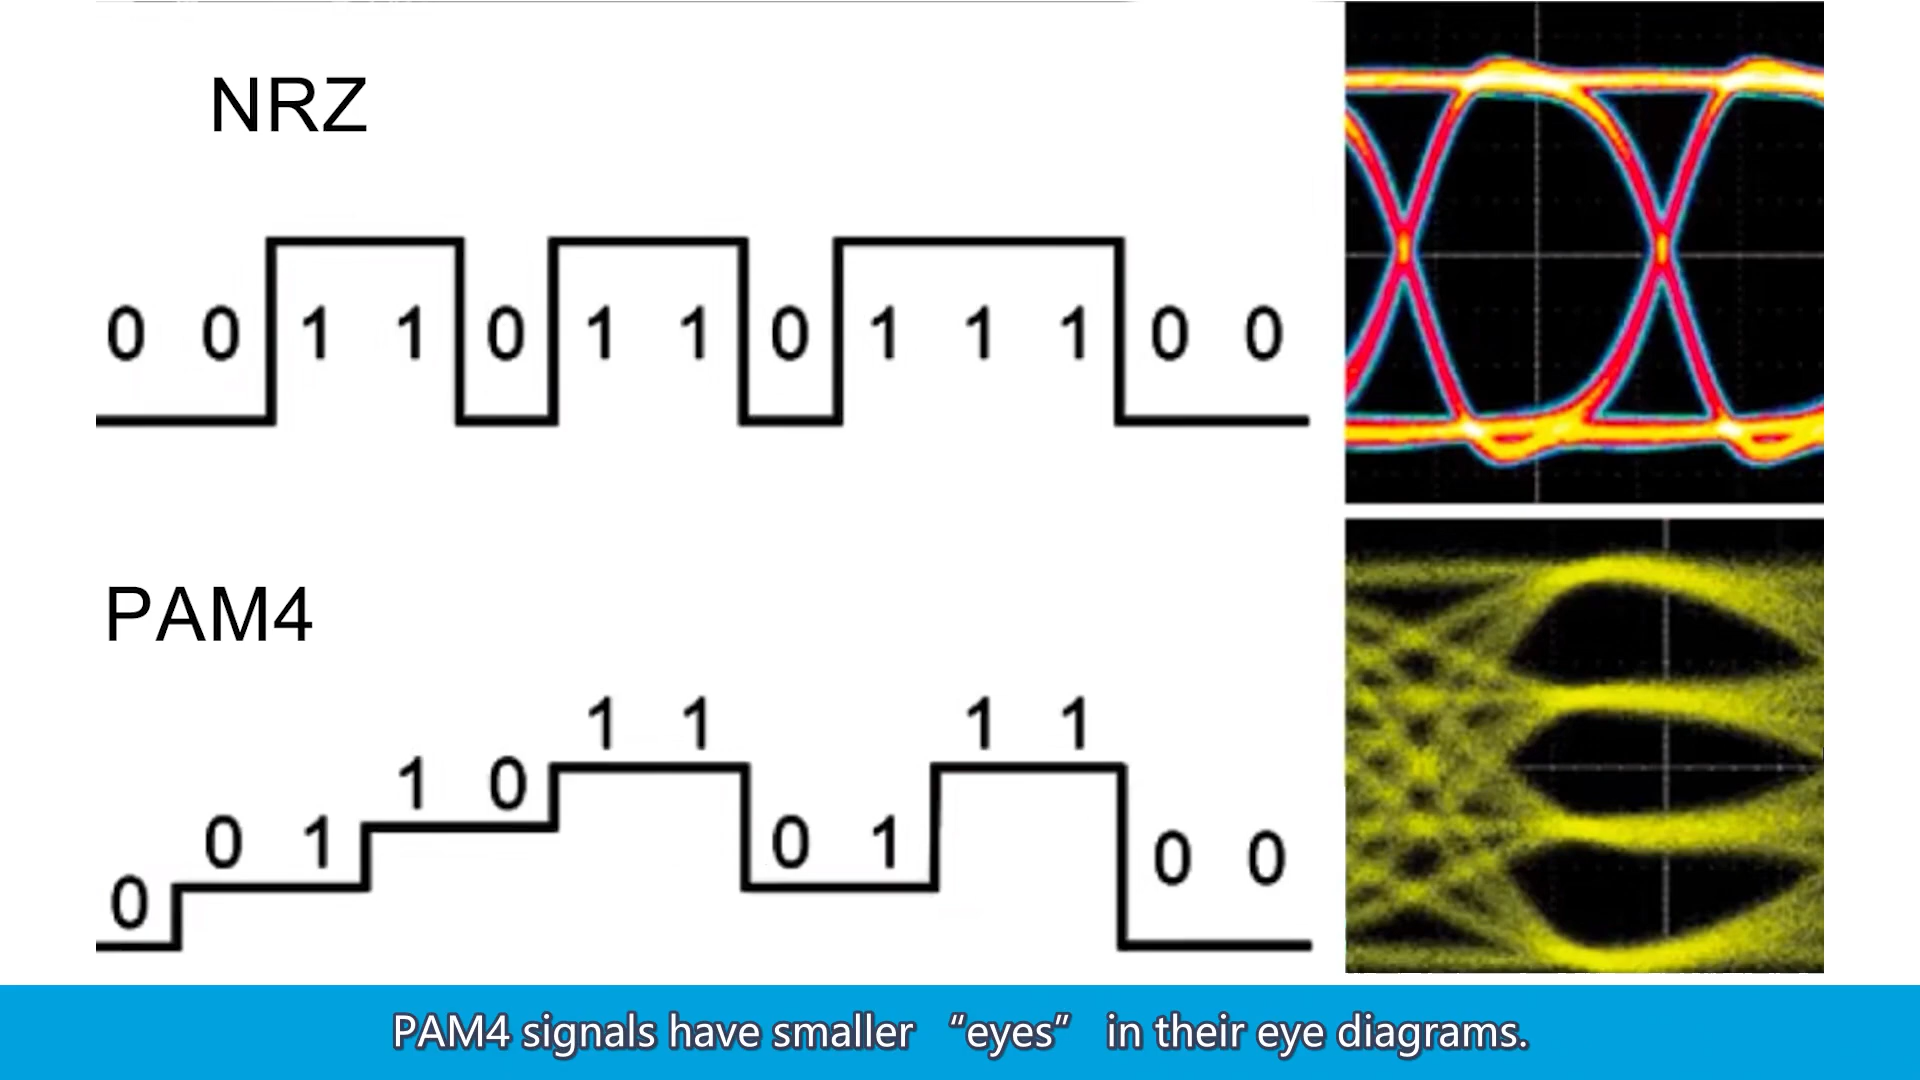 NRZ
0 0 1 1 0 1 1 0 1 1 1 0 0
PAM4
1 1 1 1
1 0
0 1 0 1 0 0
0
PAM4 signals have smaller “eyes” in their eye diagrams.